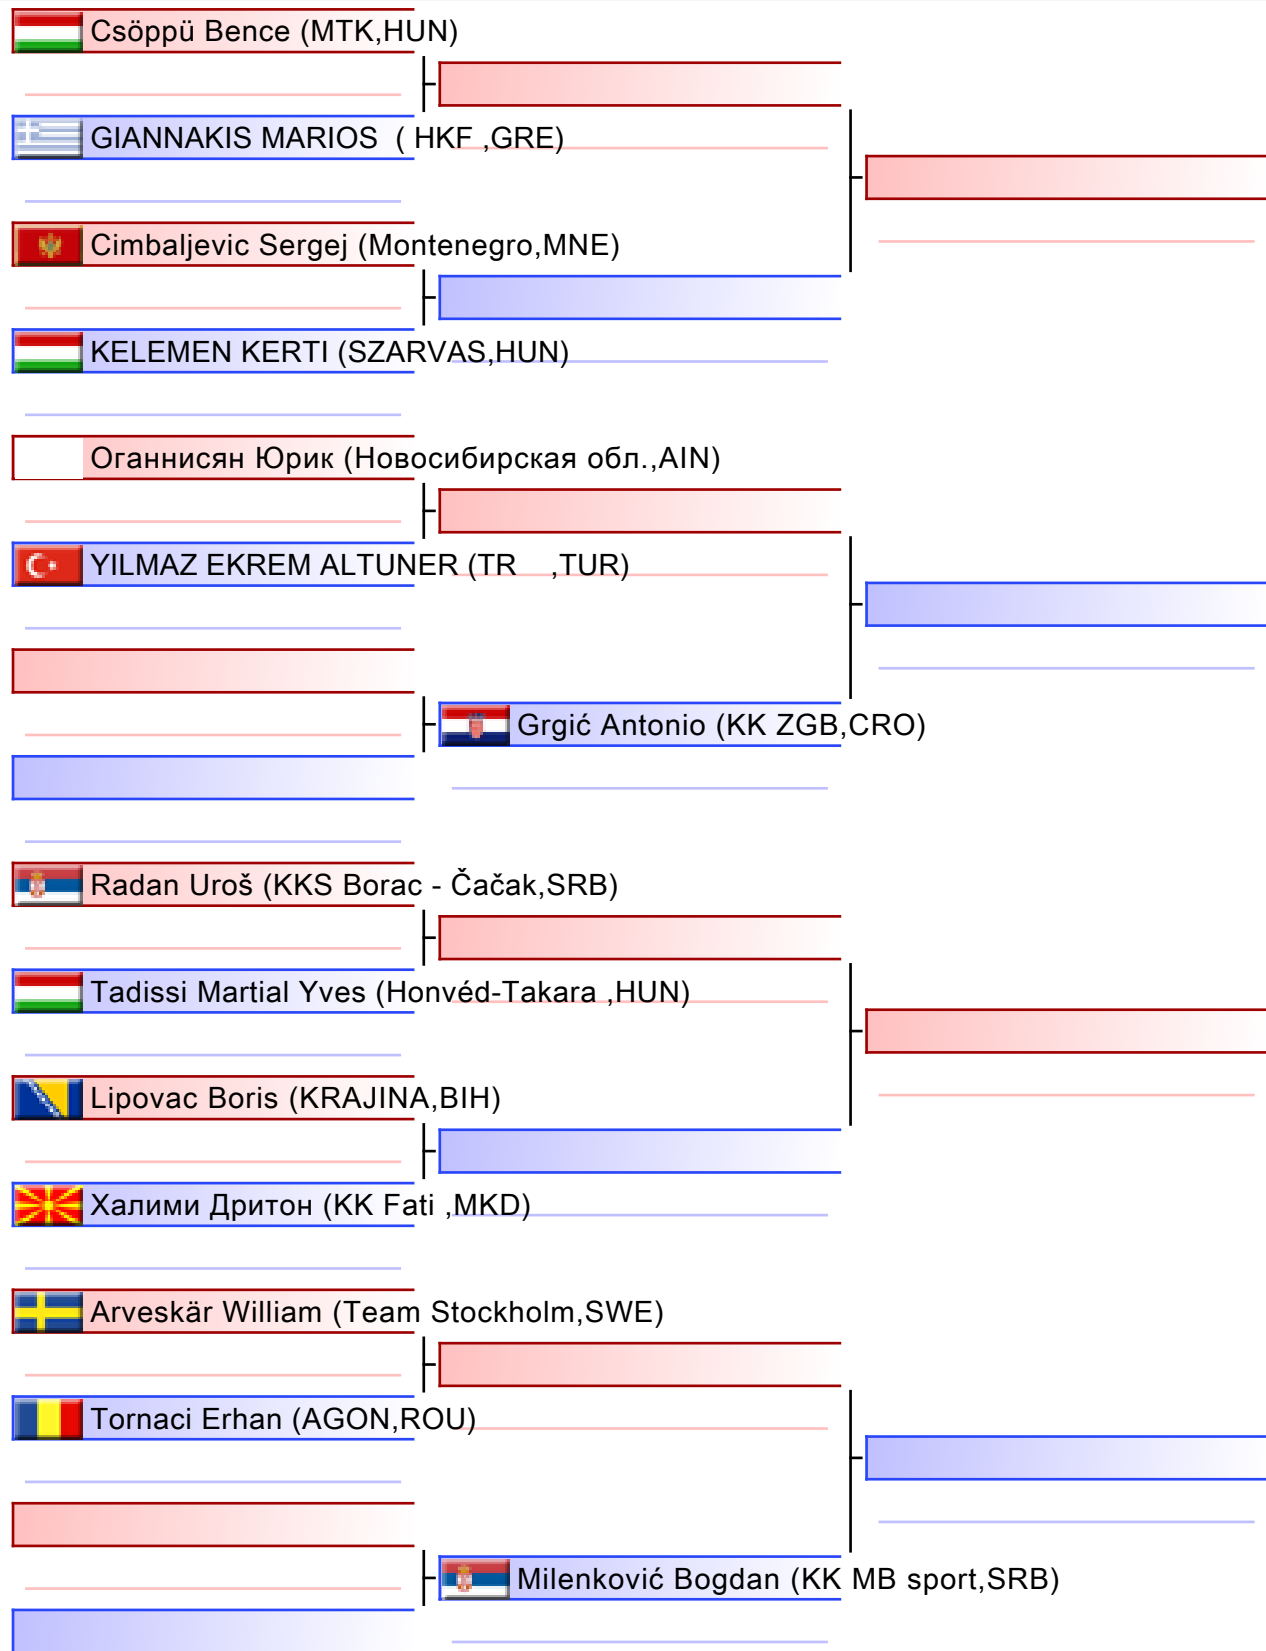 Csöppü Bence (MTK,HUN)
GIANNAKIS MARIOS  ( HKF ,GRE)
Cimbaljevic Sergej (Montenegro,MNE)
KELEMEN KERTI (SZARVAS,HUN)
Оганнисян Юрик (Новосибирская обл.,AIN)
YILMAZ EKREM ALTUNER (TR    ,TUR)
Grgić Antonio (KK ZGB,CRO)
Radan Uroš (KKS Borac - Čačak,SRB)
Tadissi Martial Yves (Honvéd-Takara ,HUN)
Lipovac Boris (KRAJINA,BIH)
Халими Дритон (KK Fati ,MKD)
Arveskär William (Team Stockholm,SWE)
Tornaci Erhan (AGON,ROU)
Milenković Bogdan (KK MB sport,SRB)